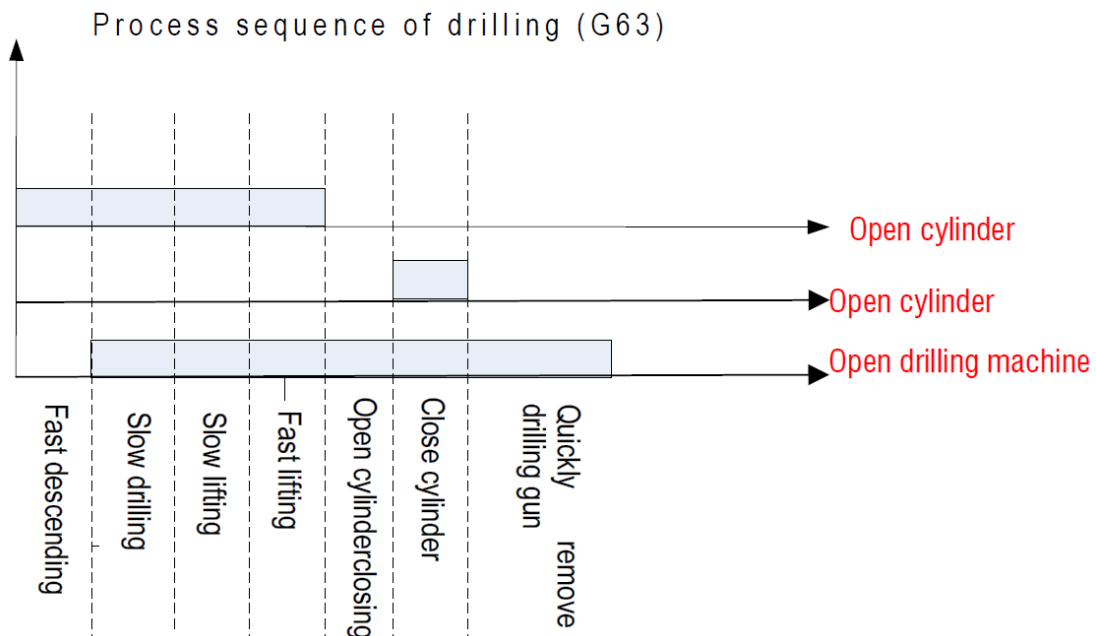 Process sequence of drilling (G63)
Open cylinder
Open cylinder
Open drilling machine
Fast descending
Slow drilling
Slow lifting
Fast lifting
Open cylinderclosing
Close cylinder
Quickly remove
drilling gun